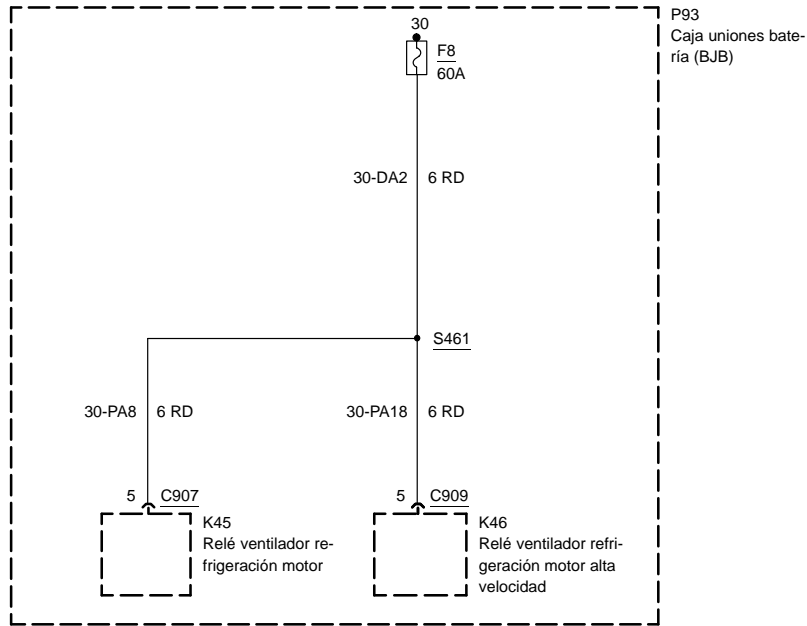 P93
Caja uniones bate-
ría (BJB)
30
F8
60A
30-DA2 6 RD
S461
30-PA8 6 RD
30-PA18 6 RD
5 C907
5 C909
K45
Relé ventilador re-
frigeración motor
K46
Relé ventilador refri-
geración motor alta
velocidad